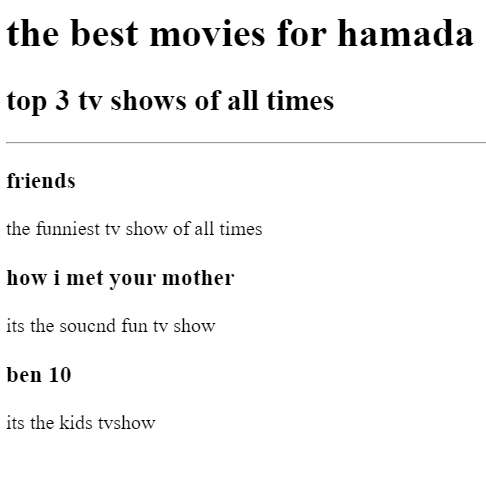 the best movies for hamada
top 3 tv shows of all times
friends
the funniest tv show of all times
how i met your mother
its the soucnd fun tv show
ben 10
its the kids tvshow